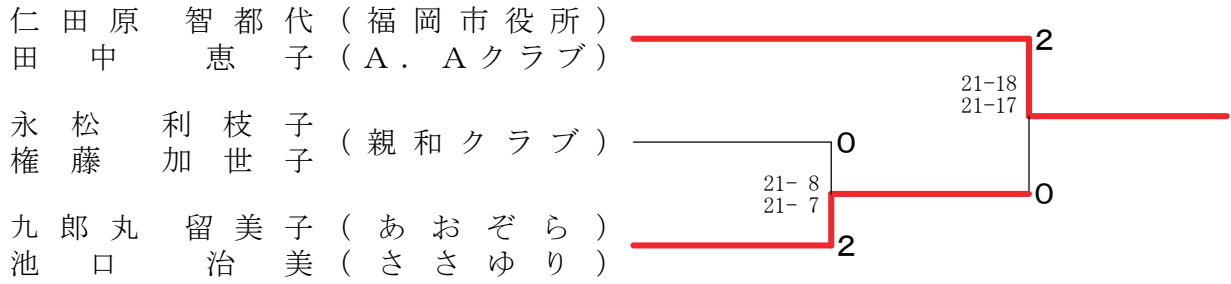 仁田原 智都代(福岡市役所)
田中 恵子(A.Aクラブ)
2
21-18
21-17
永松 利枝子
権藤 加世子
(親和クラブ)
0
21- 8
21- 7
0
九郎丸 留美子(あおぞら)
池口 治美(ささゆり)
2